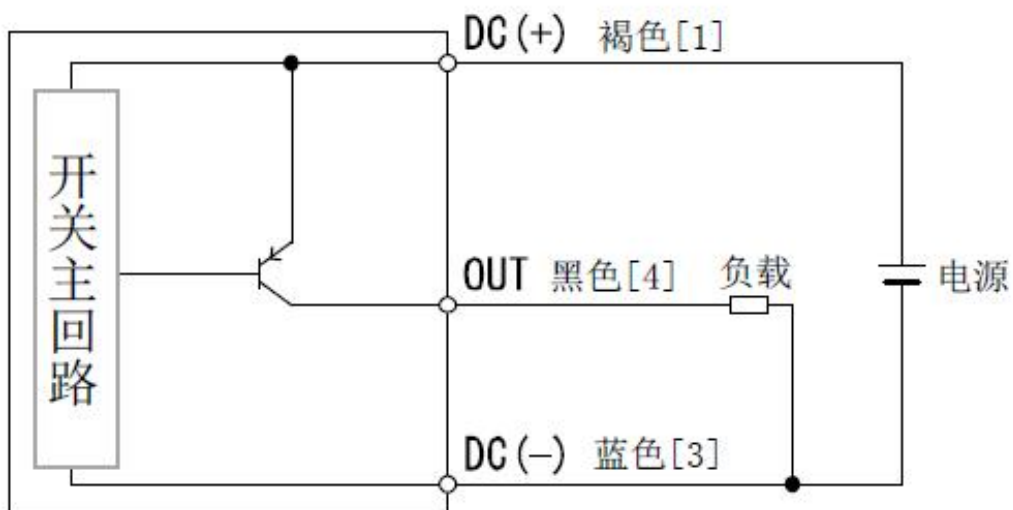 DC(+) 褐色[1]
开关主回路
OUT 黑色[4] 负载
电源
DC(-) 蓝色[3]